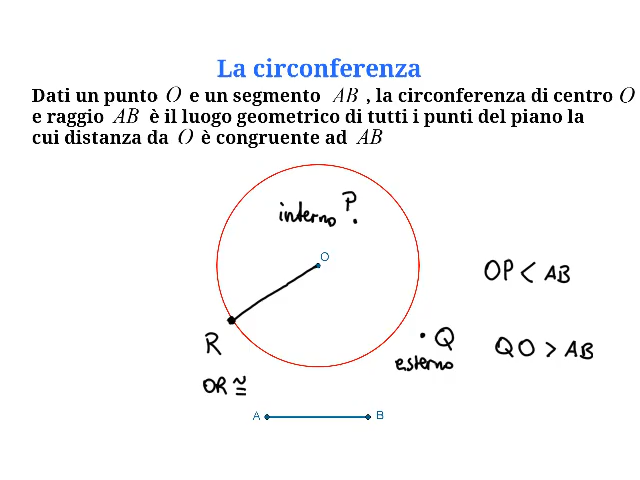 La circonferenza
Dati un punto O e un segmento AB , la circonferenza di centro O
e raggio AB è il luogo geometrico di tutti i punti del piano la
cui distanza da O è congruente ad AB
interno P
O
OP < AB
R
Q
QO > AB
esterno
OR ≅
A B